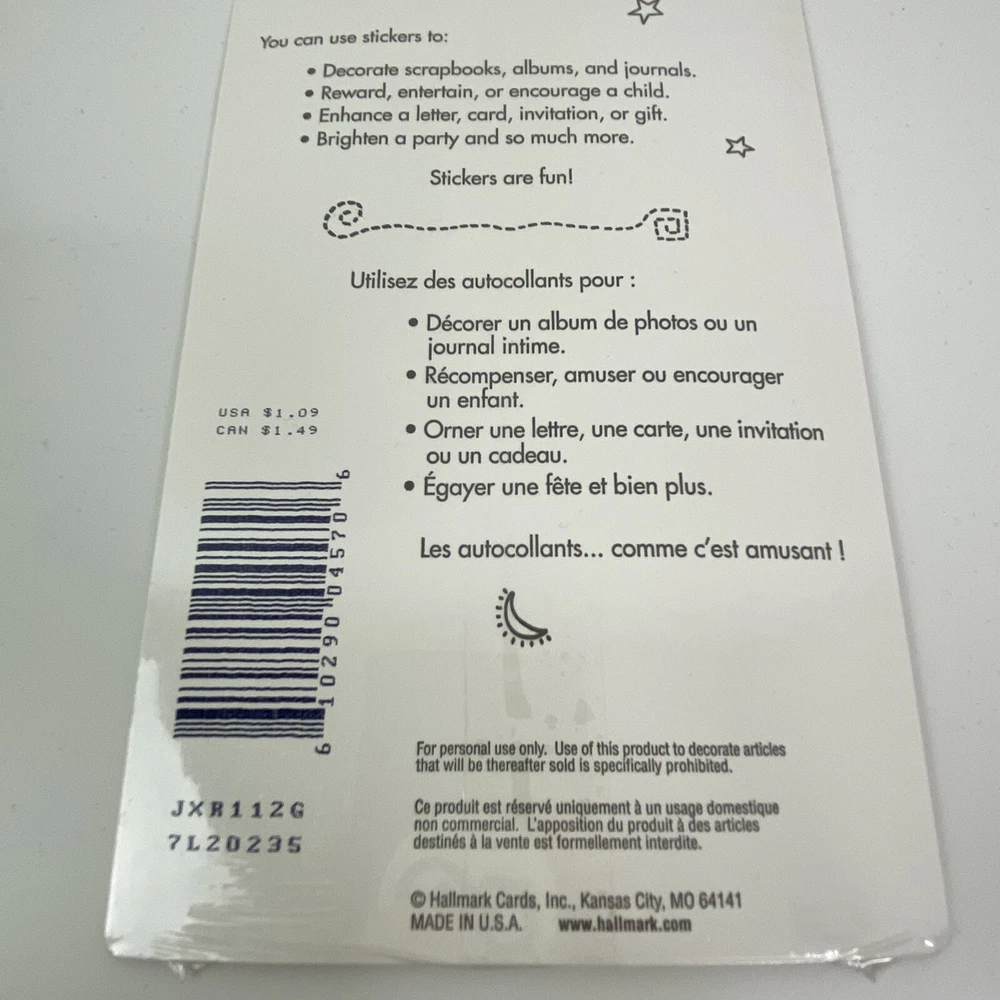 You can use stickers to:
• Decorate scrapbooks, albums, and journals.
• Reward, entertain, or encourage a child.
• Enhance a letter, card, invitation, or gift.
• Brighten a party and so much more.
Stickers are fun!
Utilisez des autocollants pour :
• Décorer un album de photos ou un
journal intime.
• Récompenser, amuser ou encourager
un enfant.
• Orner une lettre, une carte, une invitation
ou un cadeau.
• Égayer une fête et bien plus.
Les autocollants... comme c'est amusant !
USA $1.09
CAN $1.49
6 10290 04570 6
JXR112G
7L20235
For personal use only. Use of this product to decorate articles
that will be thereafter sold is specifically prohibited.
Ce produit est réservé uniquement à un usage domestique
non commercial. L'apposition du produit à des articles
destinés à la vente est formellement interdite.
© Hallmark Cards, Inc., Kansas City, MO 64141
MADE IN U.S.A. www.hallmark.com